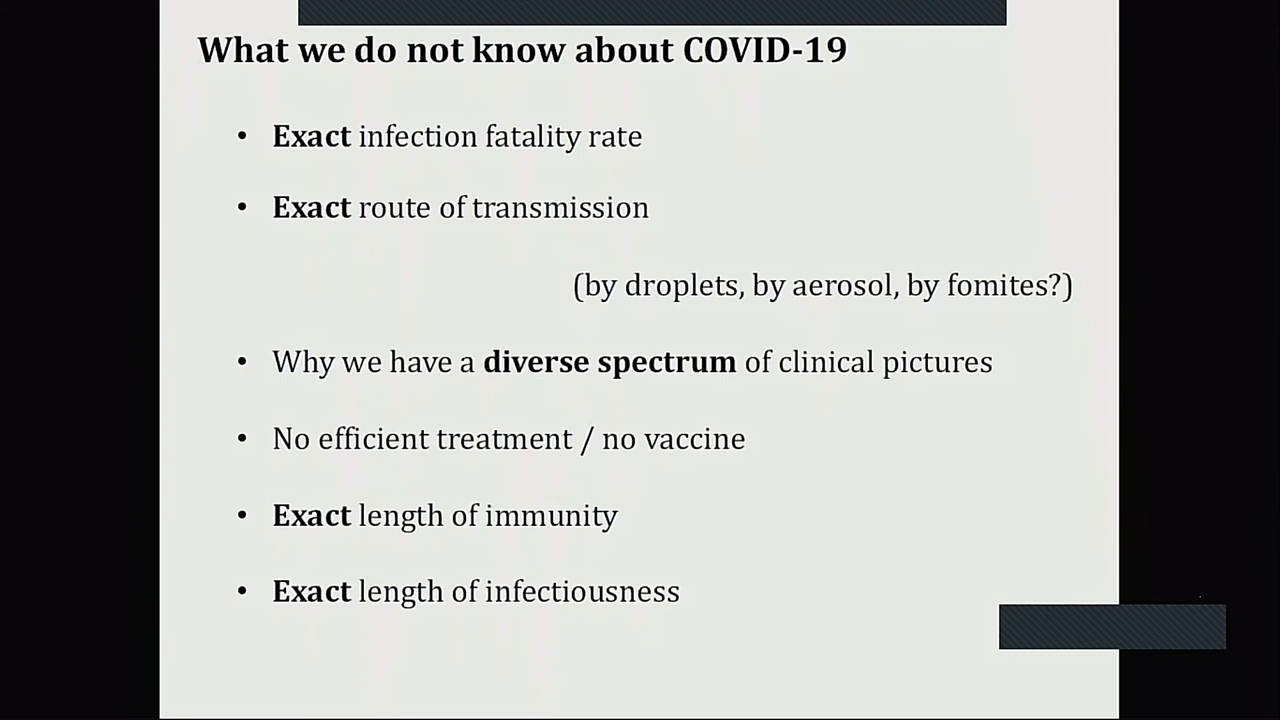 What we do not know about COVID-19
• Exact infection fatality rate
• Exact route of transmission
(by droplets, by aerosol, by fomites?)
• Why we have a diverse spectrum of clinical pictures
• No efficient treatment / no vaccine
• Exact length of immunity
• Exact length of infectiousness